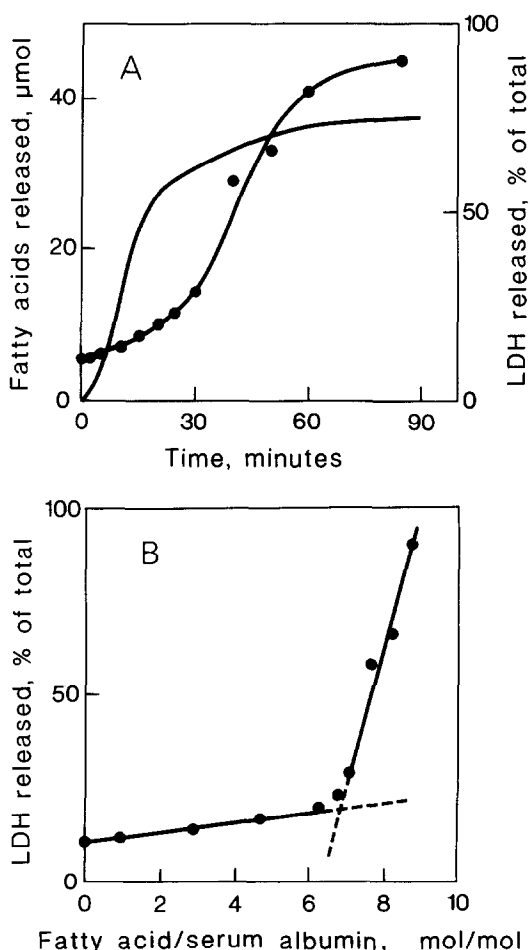 A
Fatty acids released, μmol
40
20
0
100
50
0
LDH released, % of total
0
30
60
90
Time, minutes
B
LDH released, % of total
100
50
0
0
2
4
6
8
10
Fatty acid/serum albumin, mol/mol